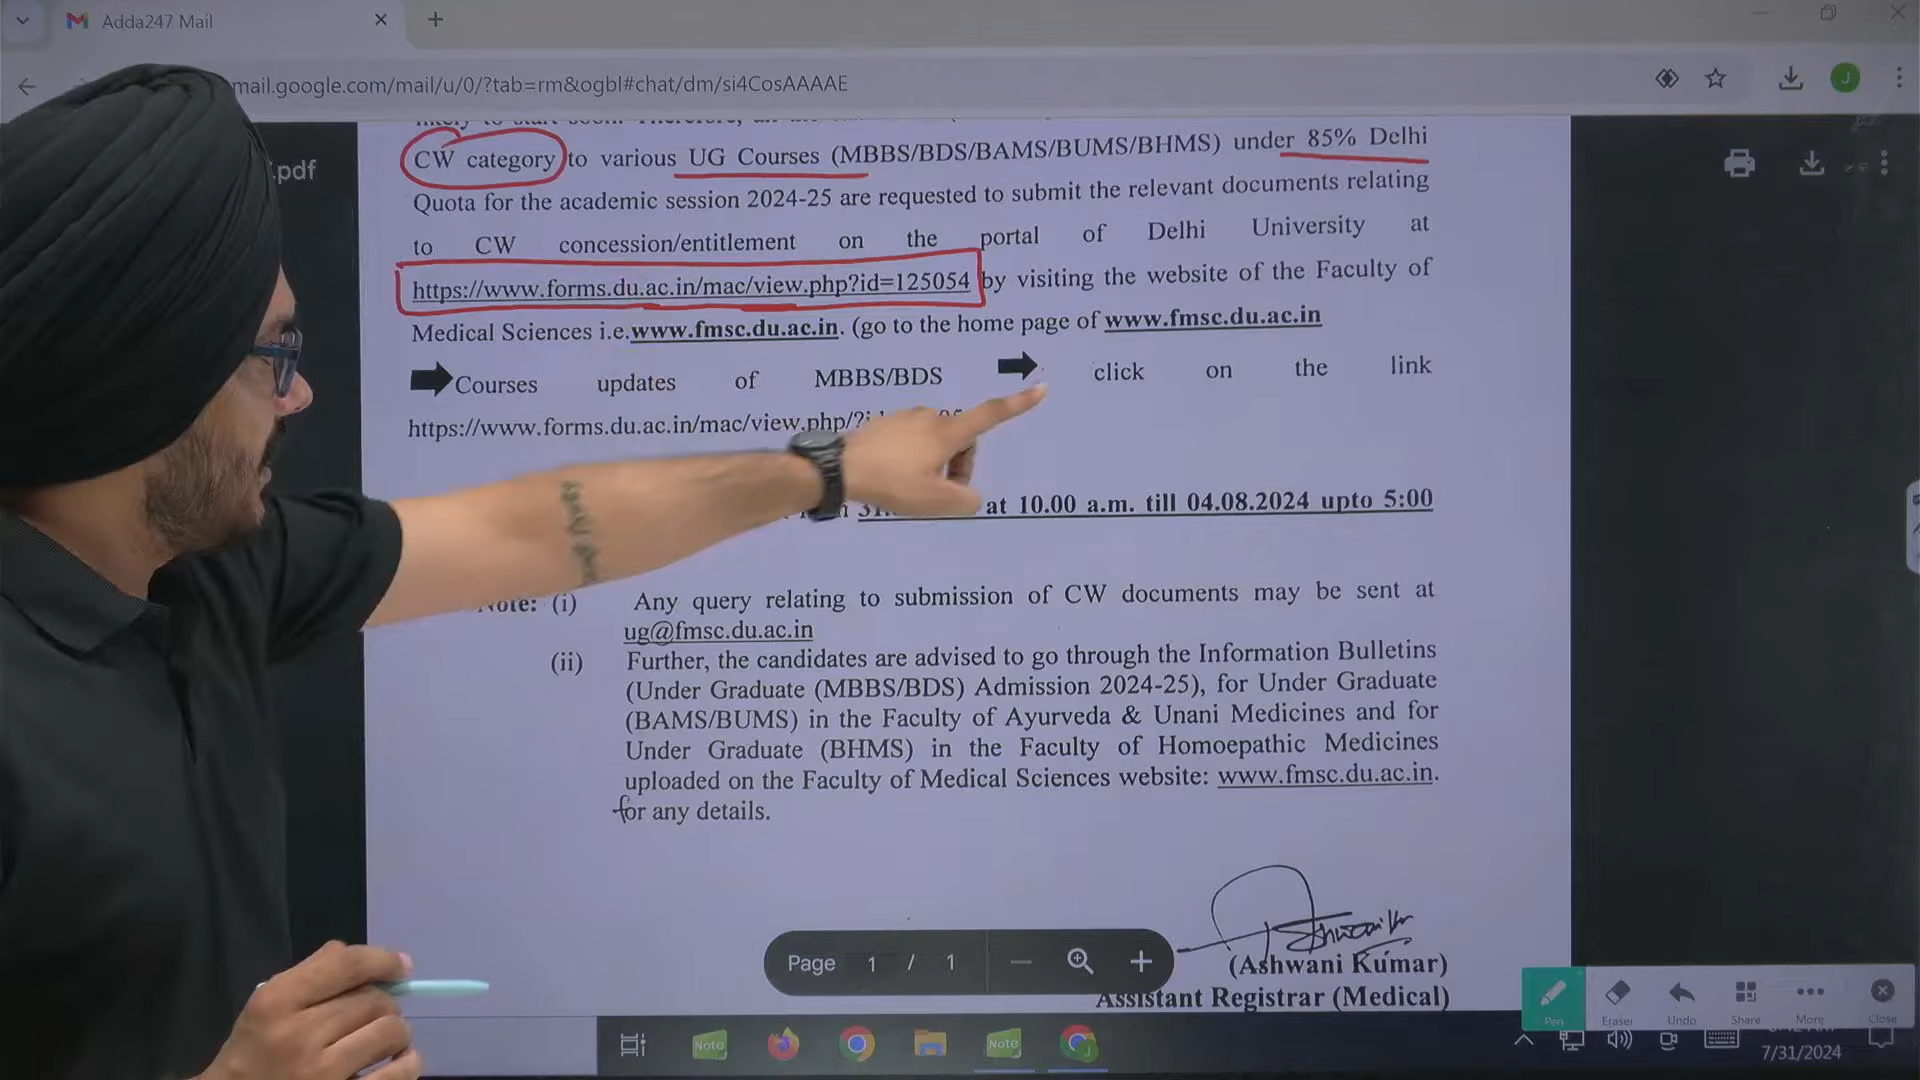 Adda247 Mail
mail.google.com/mail/u/0/?tab=rm&ogbl#chat/dm/si4CosAAAAE
J
.pdf
likely to start soon. Therefore, all the
CW category to various UG Courses (MBBS/BDS/BAMS/BUMS/BHMS) under 85% Delhi
Quota for the academic session 2024-25 are requested to submit the relevant documents relating
to CW concession/entitlement on the portal of Delhi University at
https://www.forms.du.ac.in/mac/view.php?id=125054 by visiting the website of the Faculty of
Medical Sciences i.e.www.fmsc.du.ac.in. (go to the home page of www.fmsc.du.ac.in
Courses updates of MBBS/BDS click on the link
https://www.forms.du.ac.in/mac/view.php/?
at 10.00 a.m. till 04.08.2024 upto 5:00
Note: (i) Any query relating to submission of CW documents may be sent at
ug@fmsc.du.ac.in
(ii) Further, the candidates are advised to go through the Information Bulletins
(Under Graduate (MBBS/BDS) Admission 2024-25), for Under Graduate
(BAMS/BUMS) in the Faculty of Ayurveda & Unani Medicines and for
Under Graduate (BHMS) in the Faculty of Homoepathic Medicines
uploaded on the Faculty of Medical Sciences website: www.fmsc.du.ac.in.
for any details.
(Ashwani Kumar)
Assistant Registrar (Medical)
Page 1 / 1
Pen Eraser Undo Share More Close
Note Note
7/31/2024